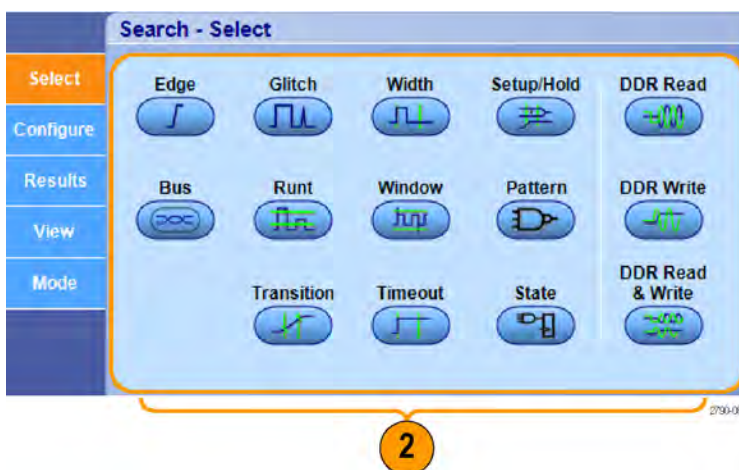 Search - Select
Select
Configure
Results
View
Mode
Edge
Glitch
Width
Setup/Hold
DDR Read
Bus
Runt
Window
Pattern
DDR Write
Transition
Timeout
State
DDR Read
& Write
2